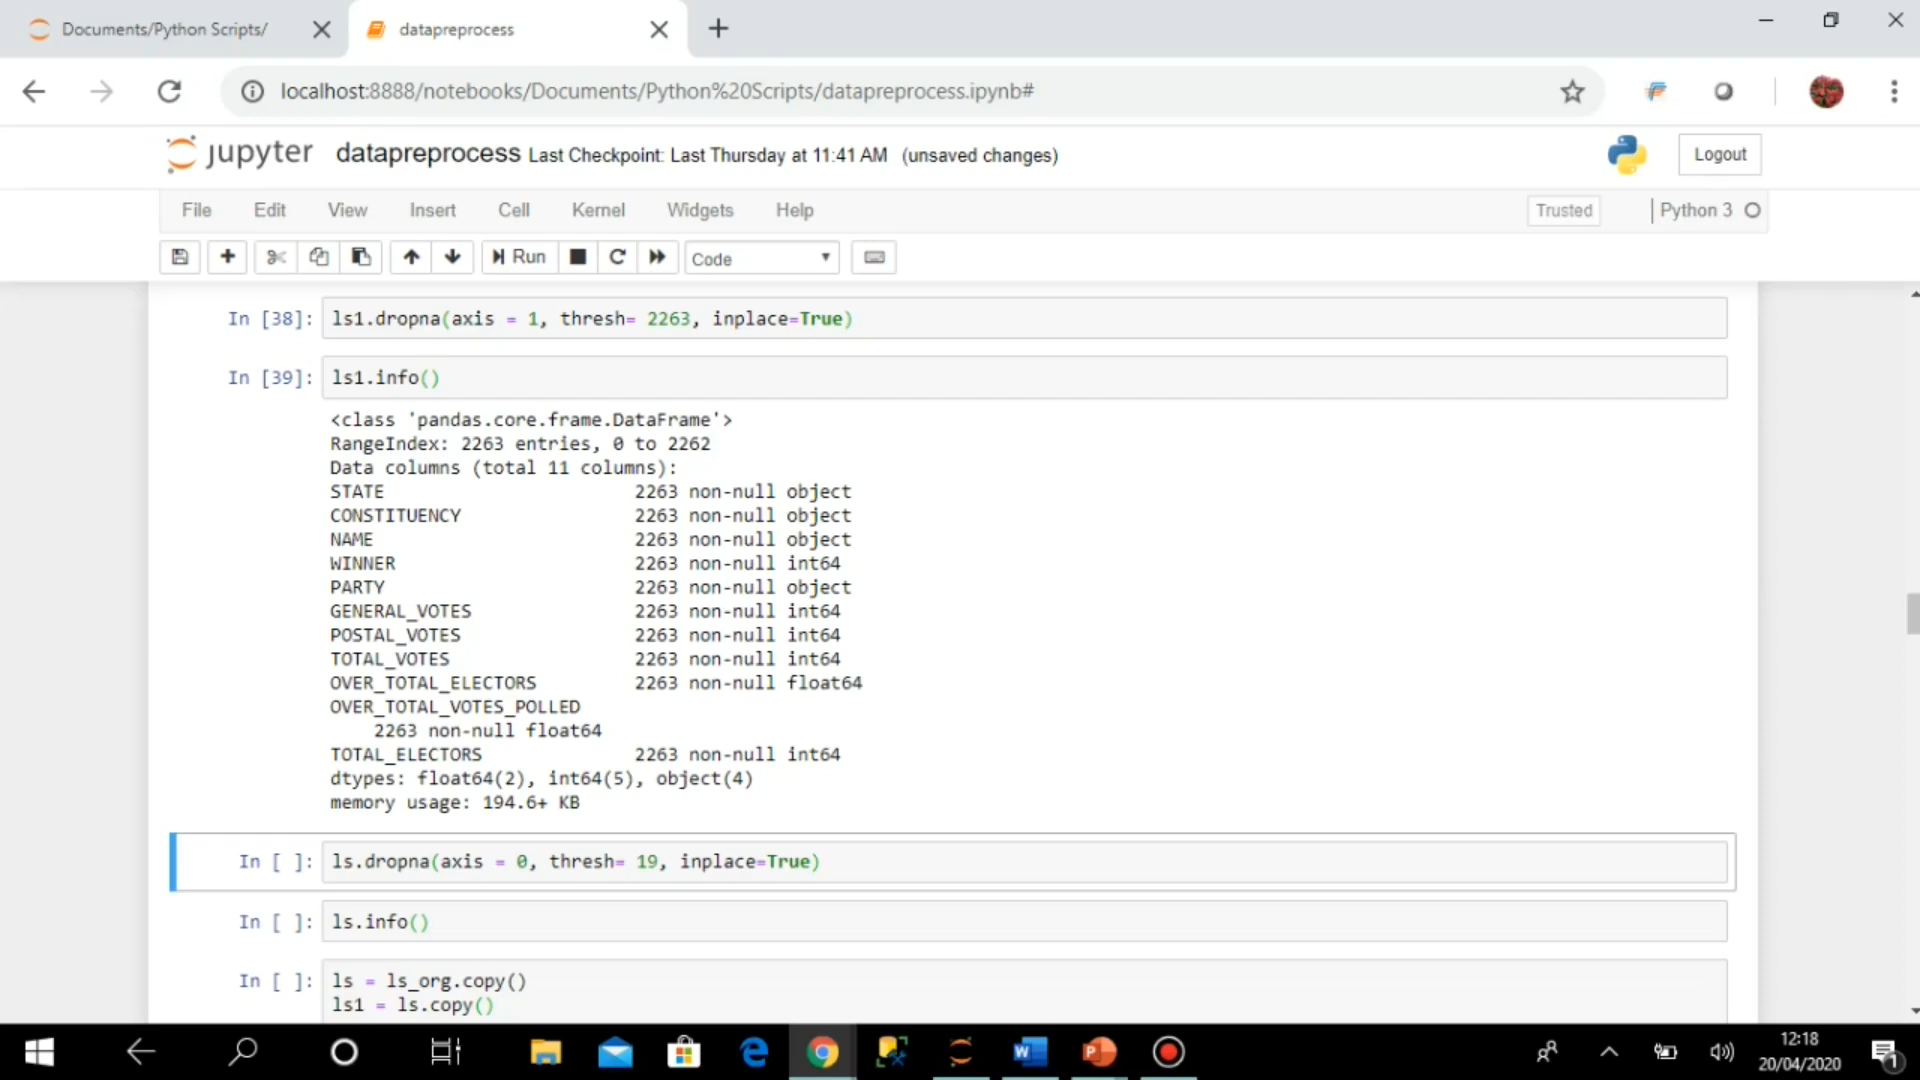 Documents/Python Scripts/
datapreprocess
localhost:8888/notebooks/Documents/Python%20Scripts/datapreprocess.ipynb#
jupyter datapreprocess Last Checkpoint: Last Thursday at 11:41 AM (unsaved changes)
Logout
File Edit View Insert Cell Kernel Widgets Help
Trusted
Python 3
Run
Code
In [38]: ls1.dropna(axis = 1, thresh= 2263, inplace=True)
In [39]: ls1.info()
<class 'pandas.core.frame.DataFrame'>
RangeIndex: 2263 entries, 0 to 2262
Data columns (total 11 columns):
STATE 2263 non-null object
CONSTITUENCY 2263 non-null object
NAME 2263 non-null object
WINNER 2263 non-null int64
PARTY 2263 non-null object
GENERAL_VOTES 2263 non-null int64
POSTAL_VOTES 2263 non-null int64
TOTAL_VOTES 2263 non-null int64
OVER_TOTAL_ELECTORS 2263 non-null float64
OVER_TOTAL_VOTES_POLLED
2263 non-null float64
TOTAL_ELECTORS 2263 non-null int64
dtypes: float64(2), int64(5), object(4)
memory usage: 194.6+ KB
In [ ]: ls.dropna(axis = 0, thresh= 19, inplace=True)
In [ ]: ls.info()
In [ ]: ls = ls_org.copy()
ls1 = ls.copy()
12:18
20/04/2020
1